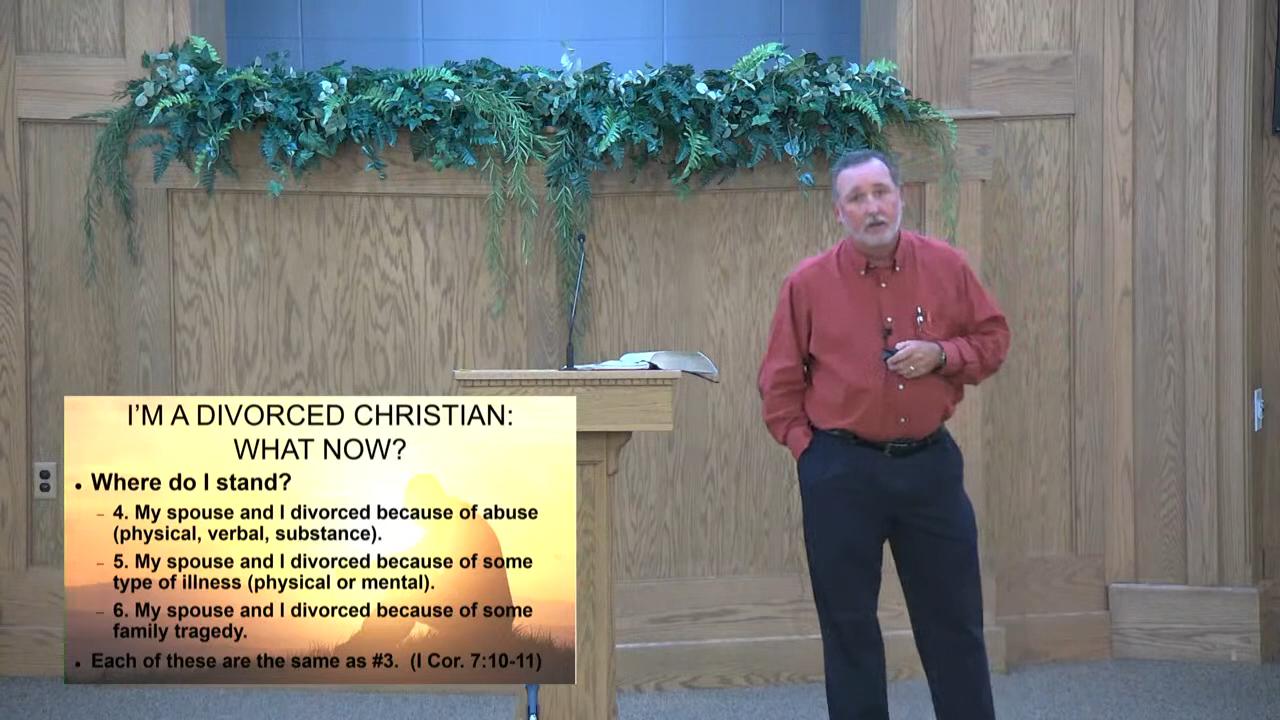 I'M A DIVORCED CHRISTIAN:
WHAT NOW?
• Where do I stand?
– 4. My spouse and I divorced because of abuse
(physical, verbal, substance).
– 5. My spouse and I divorced because of some
type of illness (physical or mental).
– 6. My spouse and I divorced because of some
family tragedy.
• Each of these are the same as #3. (I Cor. 7:10-11)